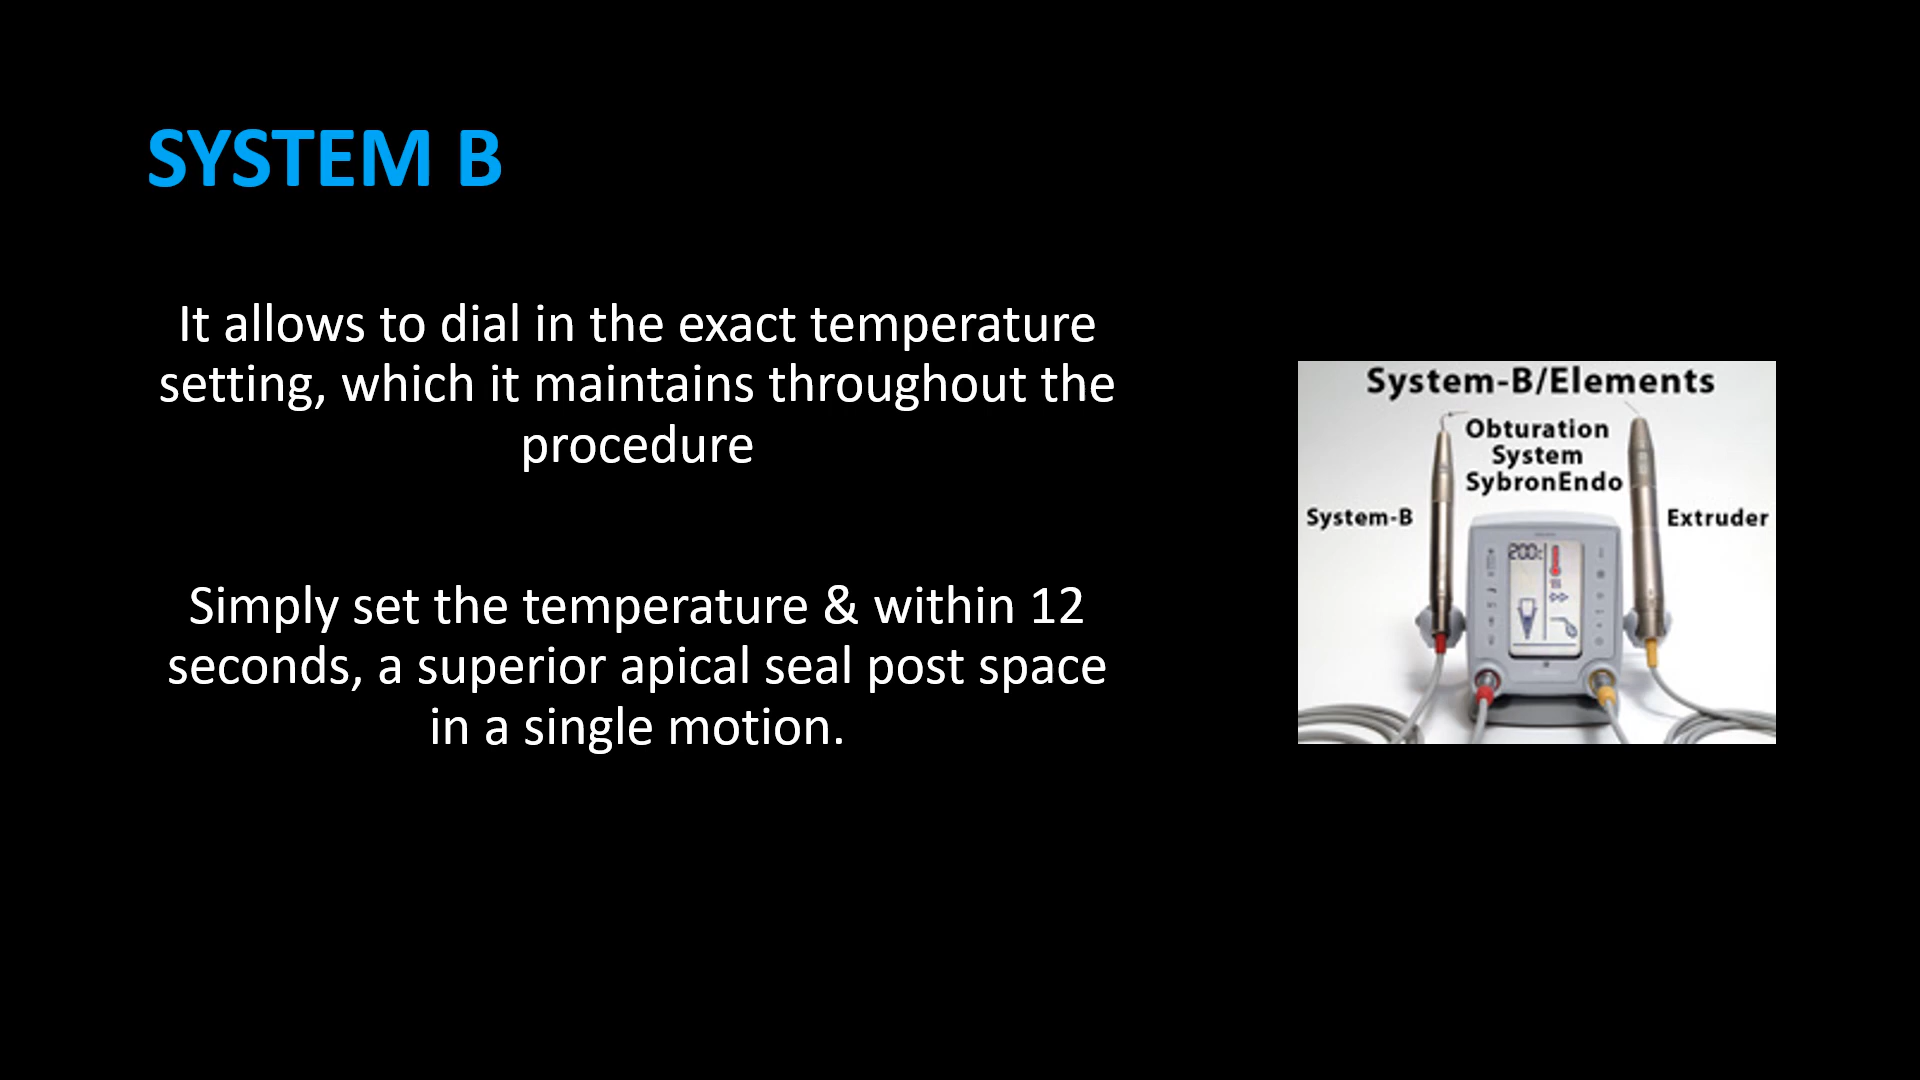 SYSTEM B
It allows to dial in the exact temperature
setting, which it maintains throughout the
procedure
Simply set the temperature & within 12
seconds, a superior apical seal post space
in a single motion.
System-B/Elements
Obturation
System
SybronEndo
System-B
Extruder
200c